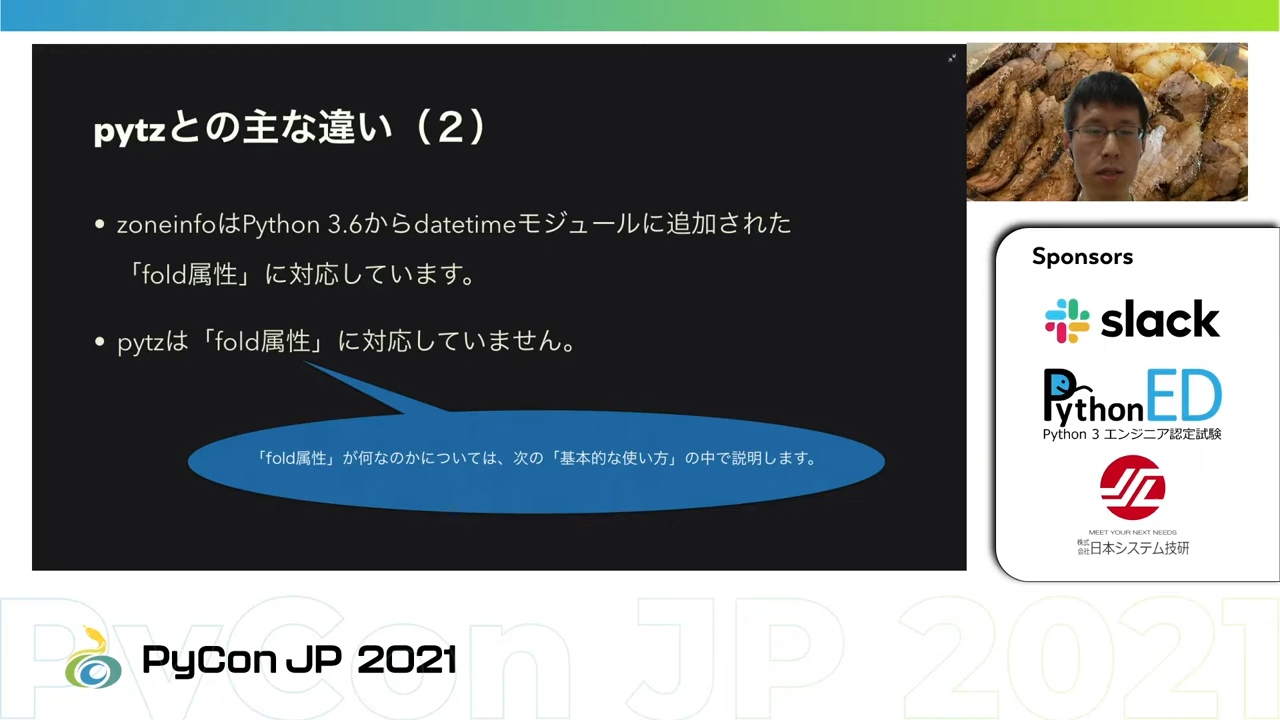 pytzとの主な違い（２）
• zoneinfoはPython 3.6からdatetimeモジュールに追加された
「fold属性」に対応しています。
• pytzは「fold属性」に対応していません。
「fold属性」が何なのかについては、次の「基本的な使い方」の中で説明します。
Sponsors
slack
PythonED
Python 3 エンジニア認定試験
MEET YOUR NEXT NEEDS
株式会社日本システム技研
PyCon JP 2021
PyCon JP 2021